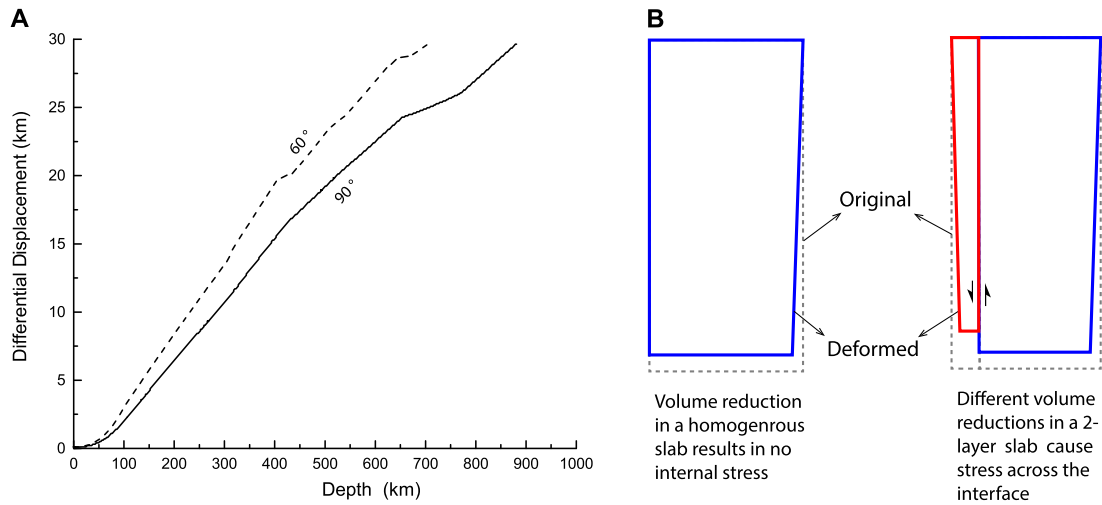 A
B
30
25
20
15
10
5
0
Differential Displacement (km)
60°
90°
0 100 200 300 400 500 600 700 800 900 1000
Depth (km)
Original
Deformed
Volume reduction
in a homogenrous
slab results in no
internal stress
Different volume
reductions in a 2-
layer slab cause
stress across the
interface